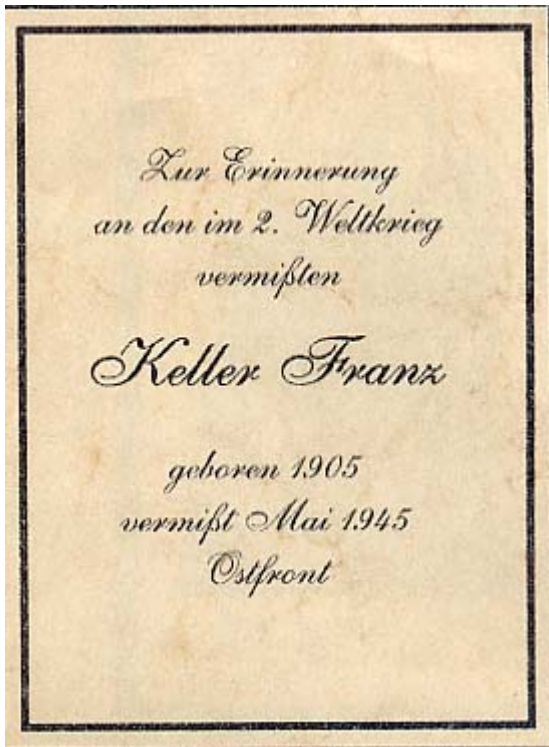 Zur Erinnerung
an den im 2. Weltkrieg
vermißten
Keller Franz
geboren 1905
vermißt Mai 1945
Ostfront